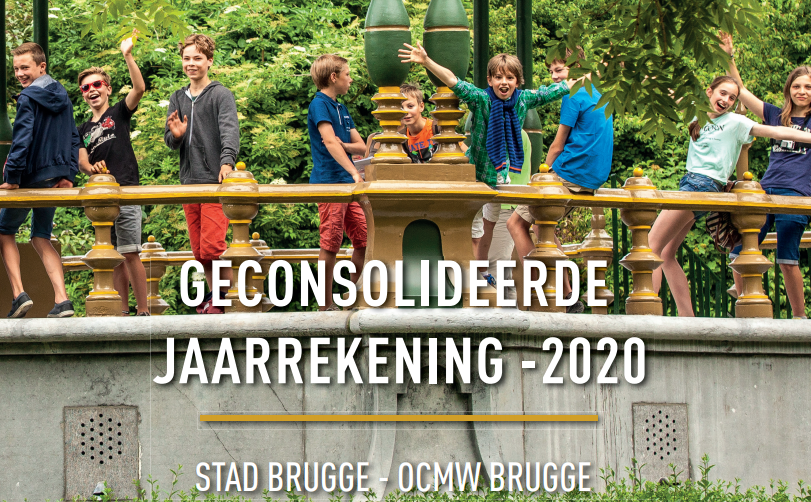 GECONSOLIDEERDE
JAARREKENING -2020
STAD BRUGGE - OCMW BRUGGE